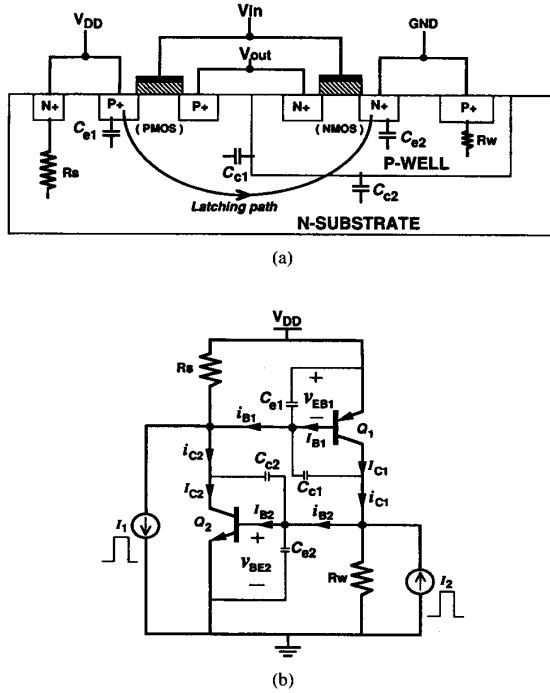 Vin
VDD
GND
Vout
N+
P+
P+
N+
N+
P+
(PMOS)
(NMOS)
Ce1
Ce2
Rw
Rs
Cc1
P-WELL
Cc2
Latching path
N-SUBSTRATE
(a)
VDD
Rs
+
Ce1
vEB1
iB1
−
IB1
Q1
iC2
Cc2
Cc1
IC1
IC2
IB2
iB2
iC1
I1
Q2
+
Ce2
vBE2
−
Rw
I2
(b)